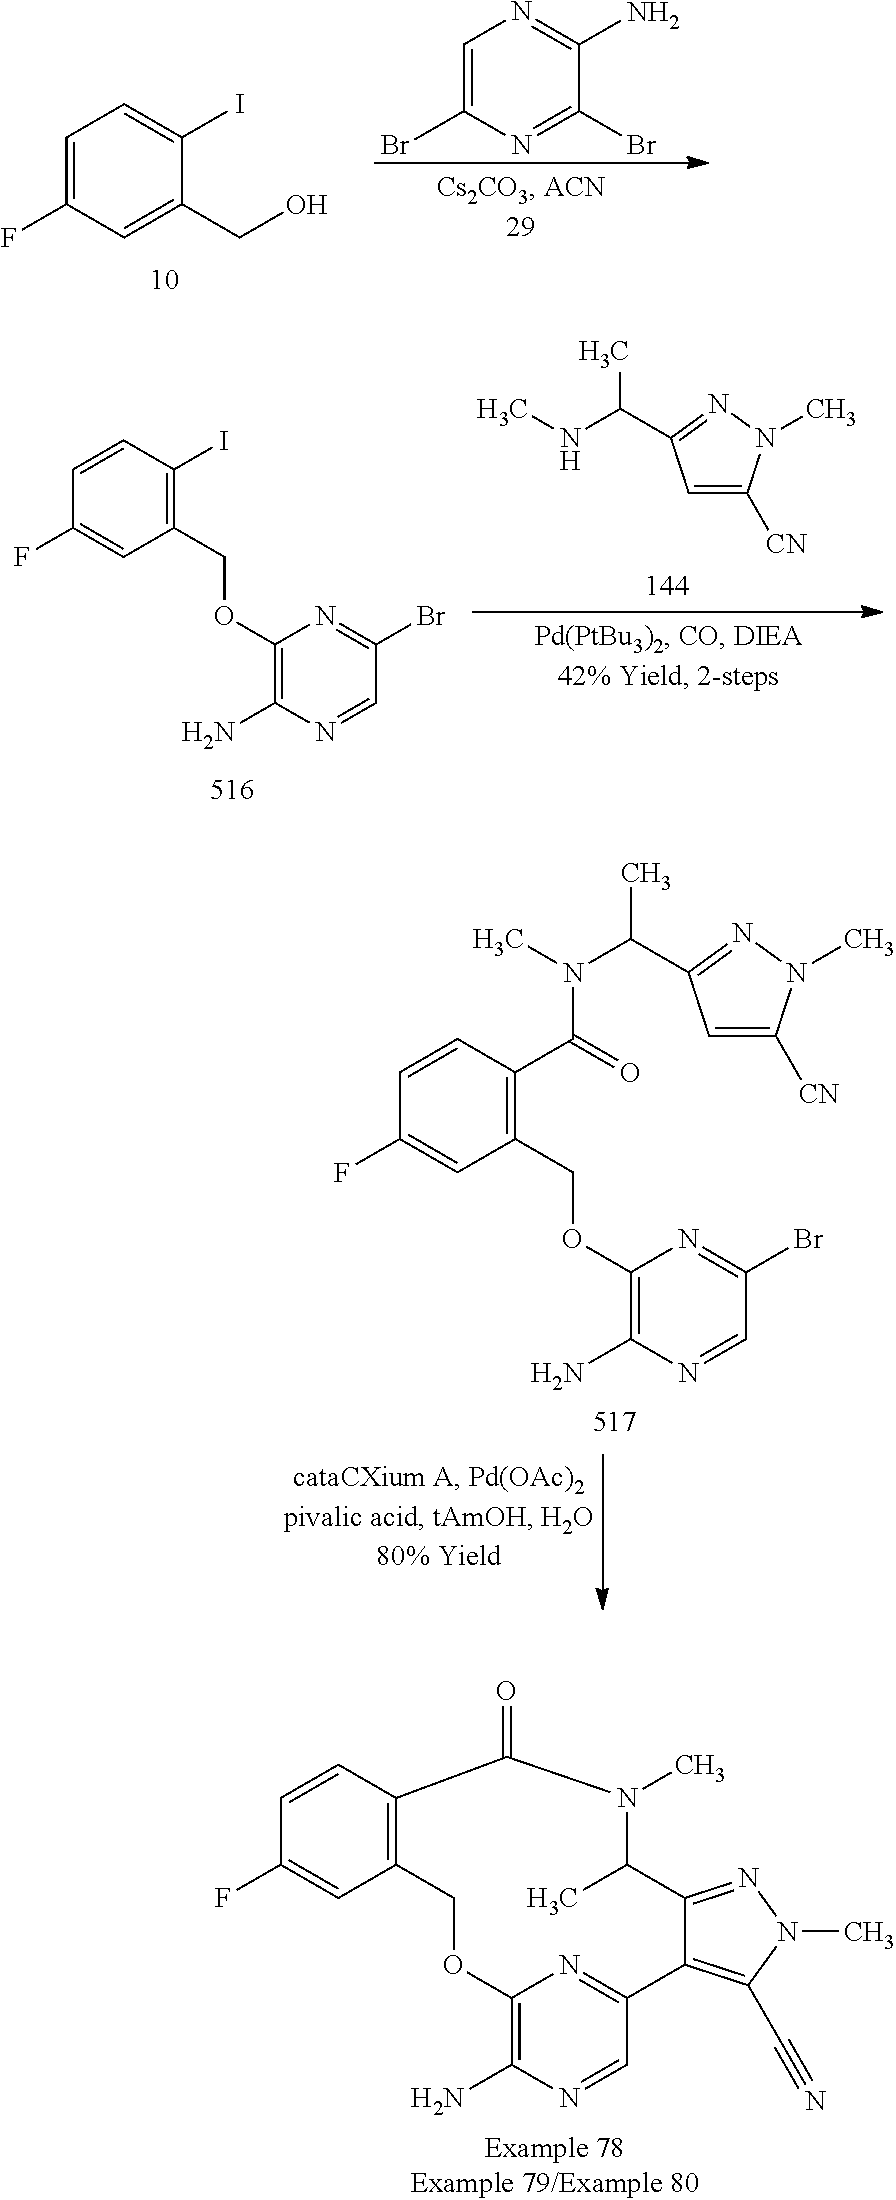 N
NH₂
Br
N
Br
I
OH
F
10
Cs₂CO₃, ACN
29
H₃C
H₃C
N
H
N
N
CH₃
CN
144
Pd(PtBu₃)₂, CO, DIEA
42% Yield, 2-steps
I
F
O
N
Br
H₂N
N
516
CH₃
H₃C
N
N
N
CH₃
O
CN
F
O
N
Br
H₂N
N
517
cataCXium A, Pd(OAc)₂
pivalic acid, tAmOH, H₂O
80% Yield
O
N
CH₃
F
H₃C
N
N
CH₃
O
N
H₂N
N
N
Example 78
Example 79/Example 80